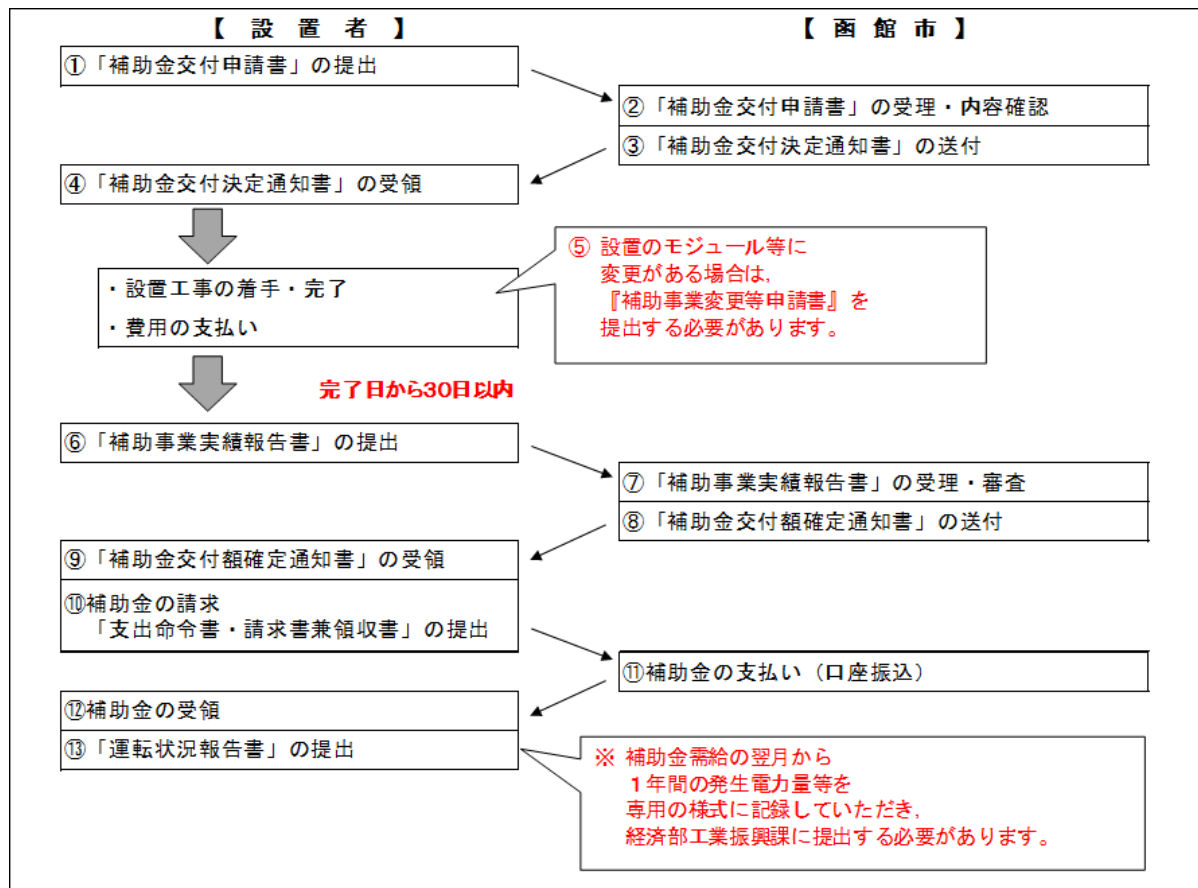 【 設 置 者 】
【 函 館 市 】
①「補助金交付申請書」の提出
②「補助金交付申請書」の受理・内容確認
③「補助金交付決定通知書」の送付
④「補助金交付決定通知書」の受領
⑤ 設置のモジュール等に
変更がある場合は,
『補助事業変更等申請書』を
提出する必要があります。
・設置工事の着手・完了
・費用の支払い
完了日から30日以内
⑥「補助事業実績報告書」の提出
⑦「補助事業実績報告書」の受理・審査
⑧「補助金交付額確定通知書」の送付
⑨「補助金交付額確定通知書」の受領
⑩補助金の請求
「支出命令書・請求書兼領収書」の提出
⑪補助金の支払い（口座振込）
⑫補助金の受領
⑬「運転状況報告書」の提出
※ 補助金需給の翌月から
１年間の発生電力量等を
専用の様式に記録していただき,
経済部工業振興課に提出する必要があります。